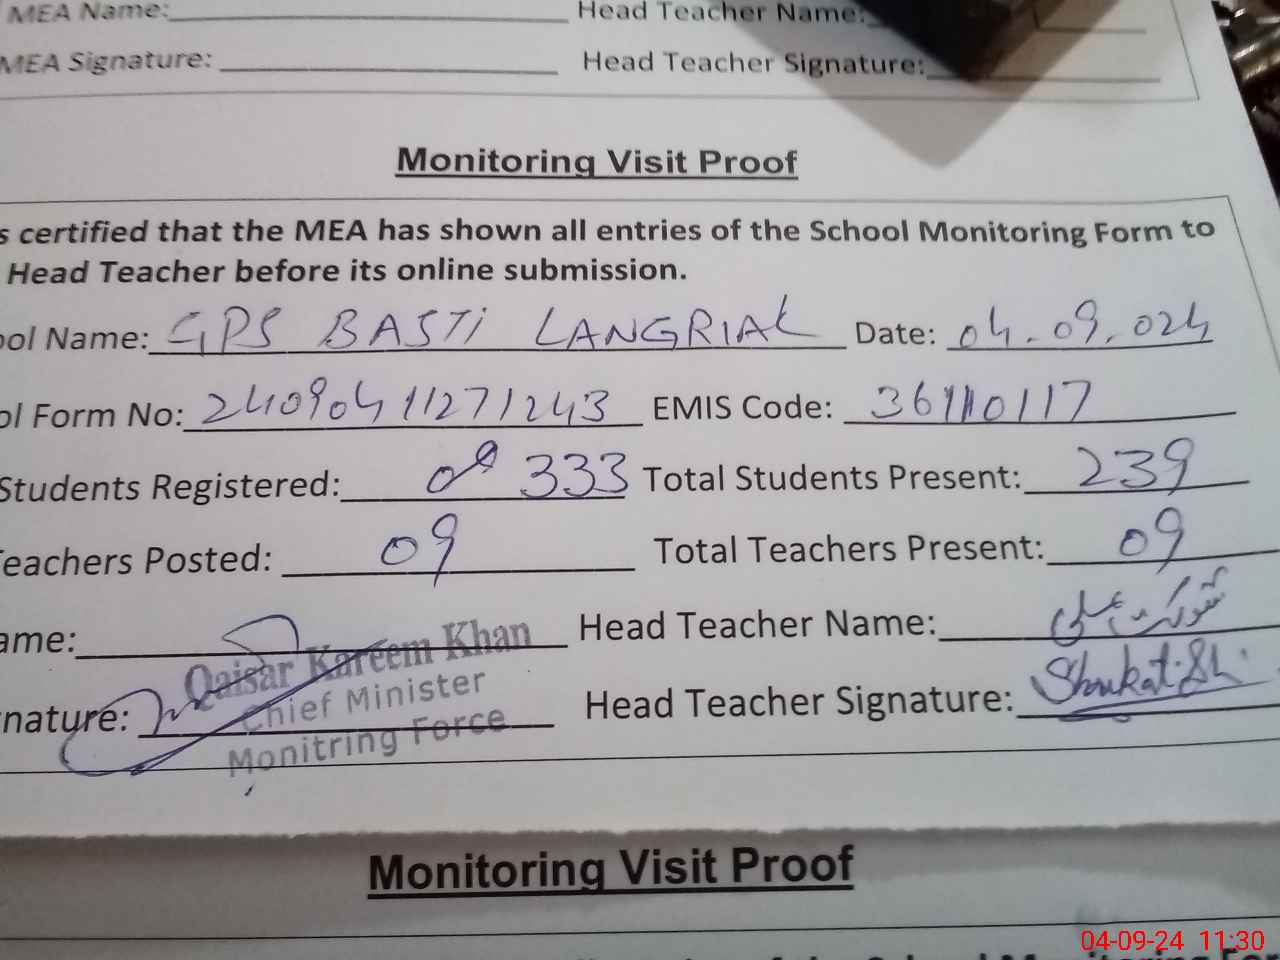 MEA Name: Head Teacher Name:
MEA Signature: Head Teacher Signature:
Monitoring Visit Proof
s certified that the MEA has shown all entries of the School Monitoring Form to
Head Teacher before its online submission.
ool Name: GPS BASTI LANGRIAL Date: 04.09.024
ol Form No: 24090411271243 EMIS Code: 36110117
Students Registered: 333 Total Students Present: 239
Teachers Posted: 09 Total Teachers Present: 09
ame: Head Teacher Name: شوکت علی
Qaisar Kareem Khan
Chief Minister
Monitring Force
nature: Head Teacher Signature: Shoukat
Monitoring Visit Proof
04-09-24 11:30